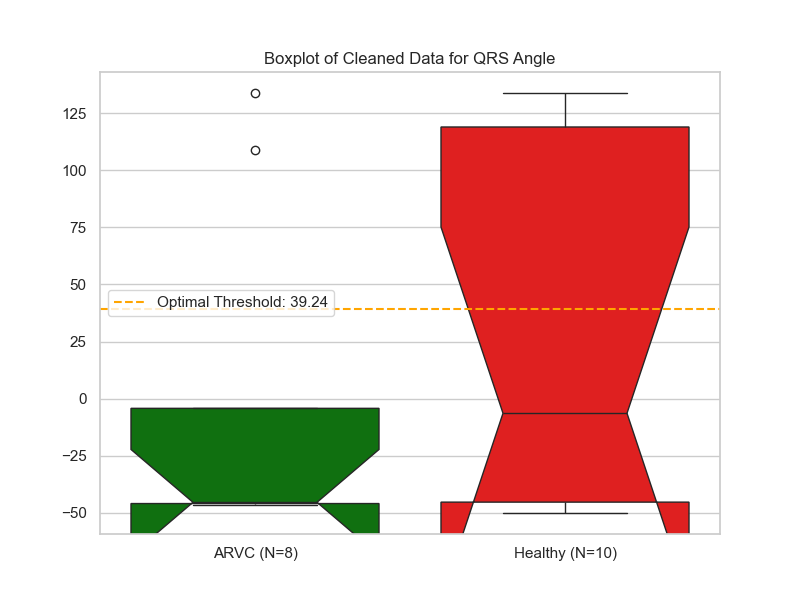 Boxplot of Cleaned Data for QRS Angle
125
100
75
50
25
0
−25
−50
Optimal Threshold: 39.24
ARVC (N=8)
Healthy (N=10)